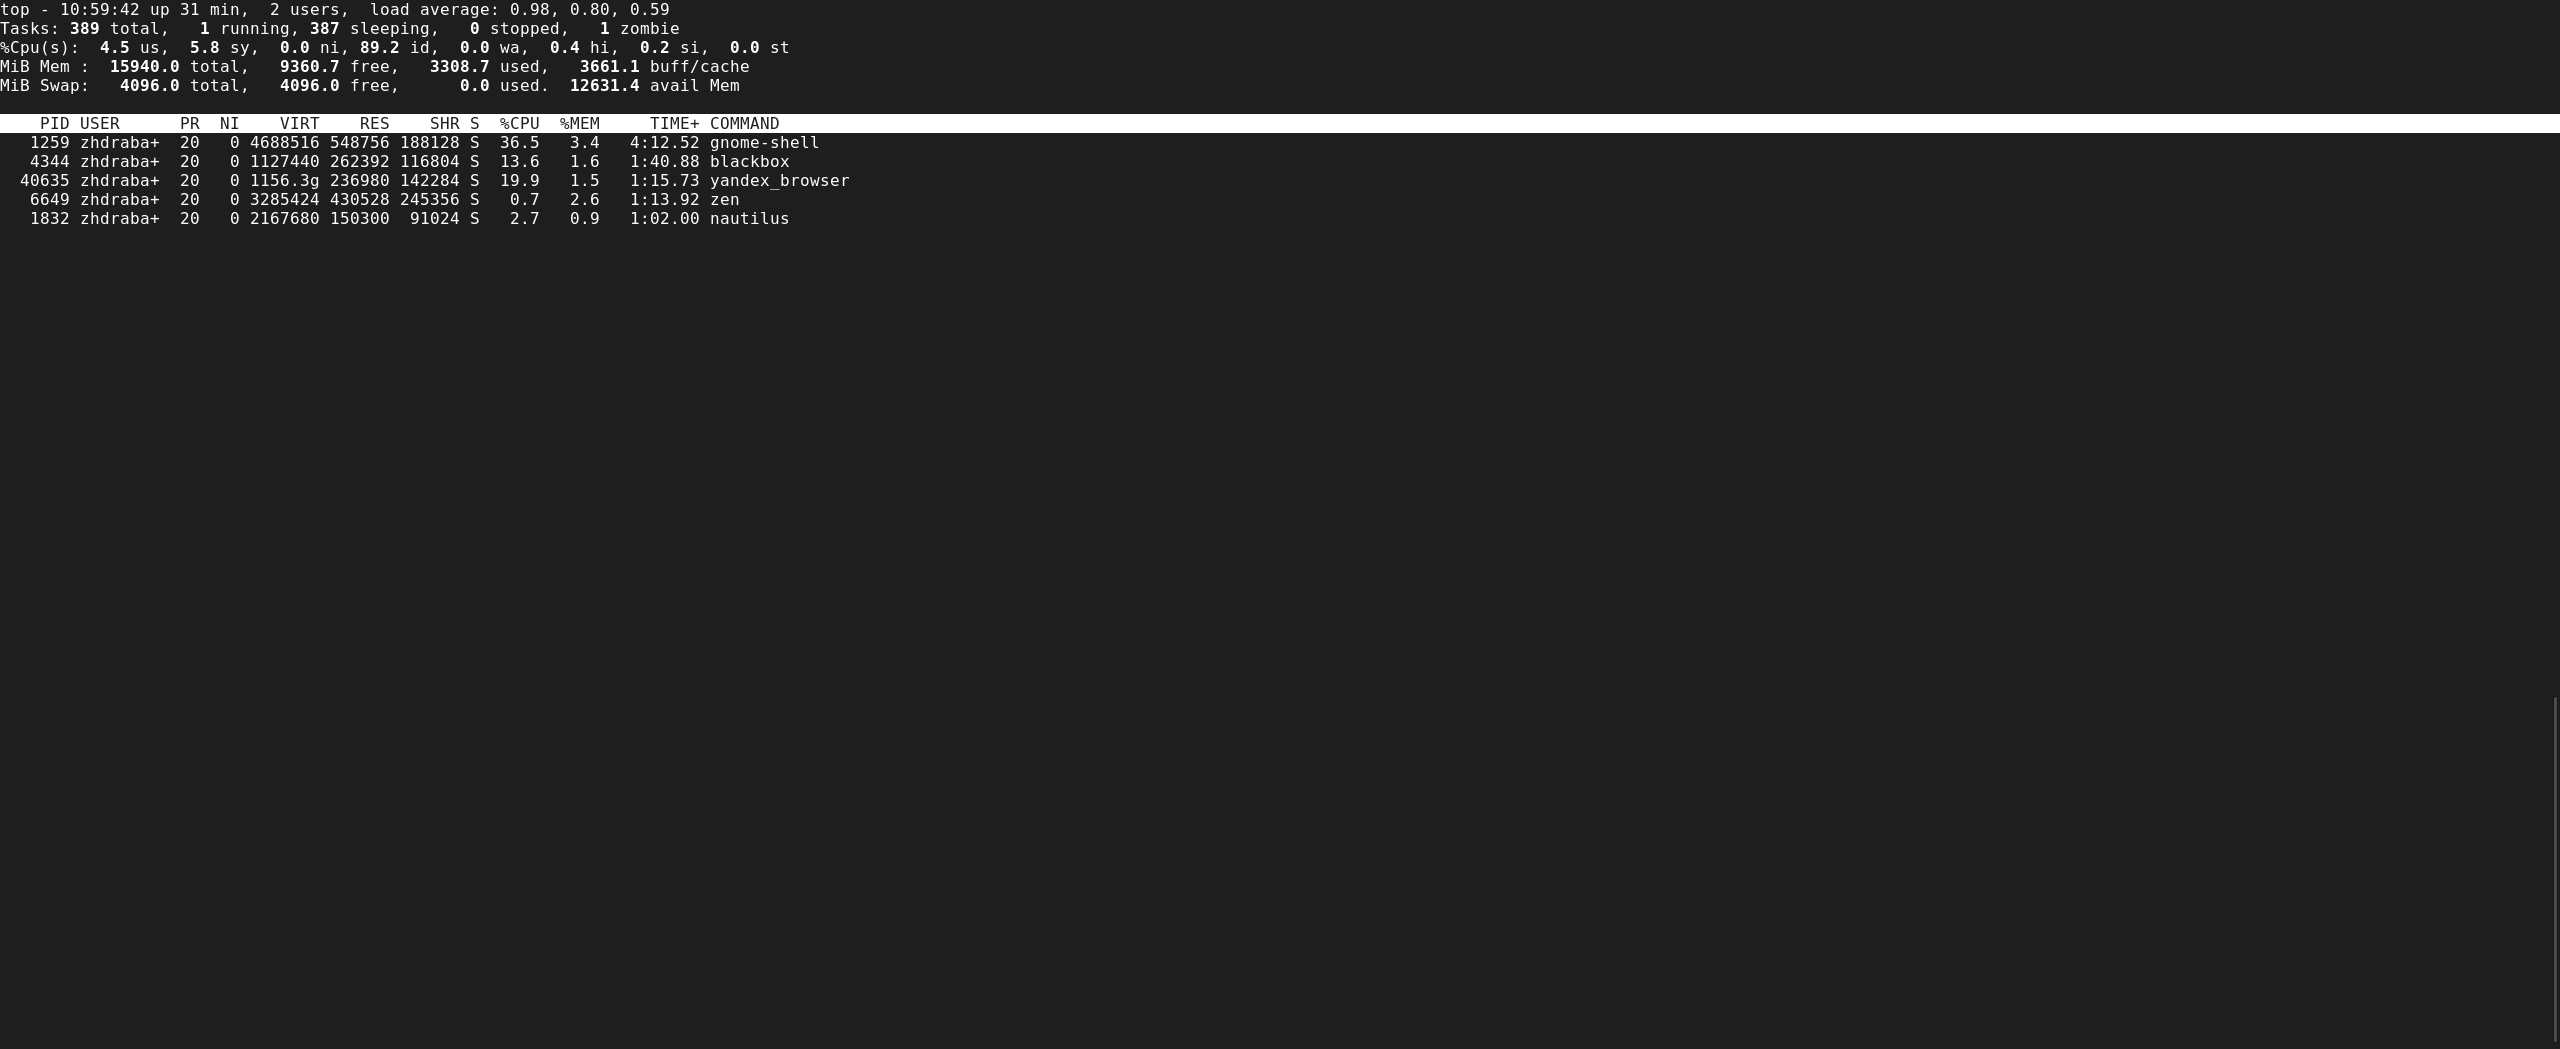 top - 10:59:42 up 31 min,  2 users,  load average: 0.98, 0.80, 0.59
Tasks: 389 total,   1 running, 387 sleeping,   0 stopped,   1 zombie
%Cpu(s):  4.5 us,  5.8 sy,  0.0 ni, 89.2 id,  0.0 wa,  0.4 hi,  0.2 si,  0.0 st
MiB Mem :  15940.0 total,   9360.7 free,   3308.7 used,   3661.1 buff/cache
MiB Swap:   4096.0 total,   4096.0 free,      0.0 used.  12631.4 avail Mem
    PID USER      PR  NI    VIRT    RES    SHR S  %CPU  %MEM     TIME+ COMMAND
   1259 zhdraba+  20   0 4688516 548756 188128 S  36.5   3.4   4:12.52 gnome-shell
   4344 zhdraba+  20   0 1127440 262392 116804 S  13.6   1.6   1:40.88 blackbox
  40635 zhdraba+  20   0 1156.3g 236980 142284 S  19.9   1.5   1:15.73 yandex_browser
   6649 zhdraba+  20   0 3285424 430528 245356 S   0.7   2.6   1:13.92 zen
   1832 zhdraba+  20   0 2167680 150300  91024 S   2.7   0.9   1:02.00 nautilus